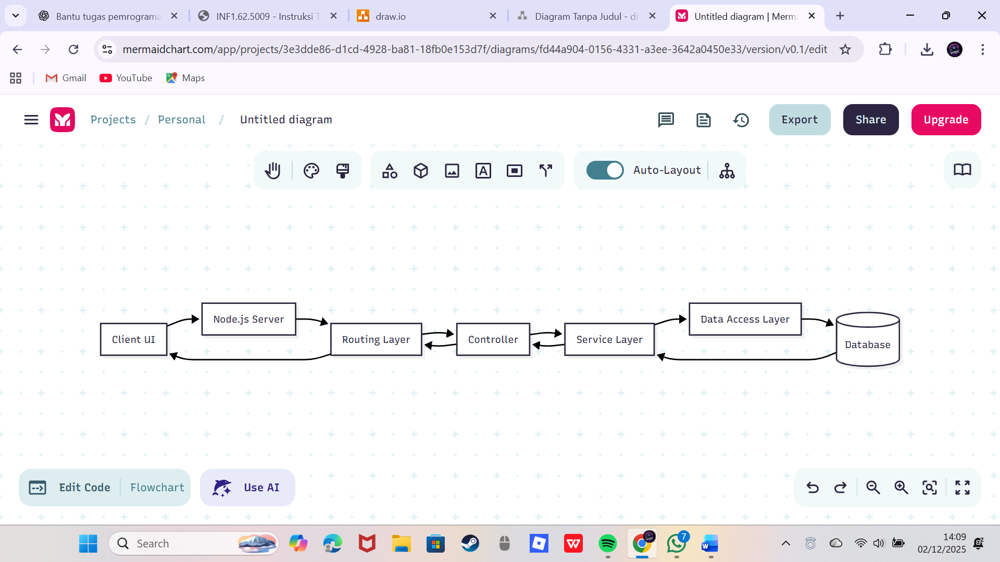 Bantu tugas pemrograma
INF1.62.5009 - Instruksi T
draw.io
Diagram Tanpa Judul - dr
Untitled diagram | Merma
mermaidchart.com/app/projects/3e3dde86-d1cd-4928-ba81-18fb0e153d7f/diagrams/fd44a904-0156-4331-a3ee-3642a0450e33/version/v0.1/edit
Gmail
YouTube
Maps
Projects / Personal / Untitled diagram
Export
Share
Upgrade
A
Auto-Layout
Client UI
Node.js Server
Routing Layer
Controller
Service Layer
Data Access Layer
Database
Edit Code
Flowchart
Use AI
Search
W
W
7
14:09
02/12/2025